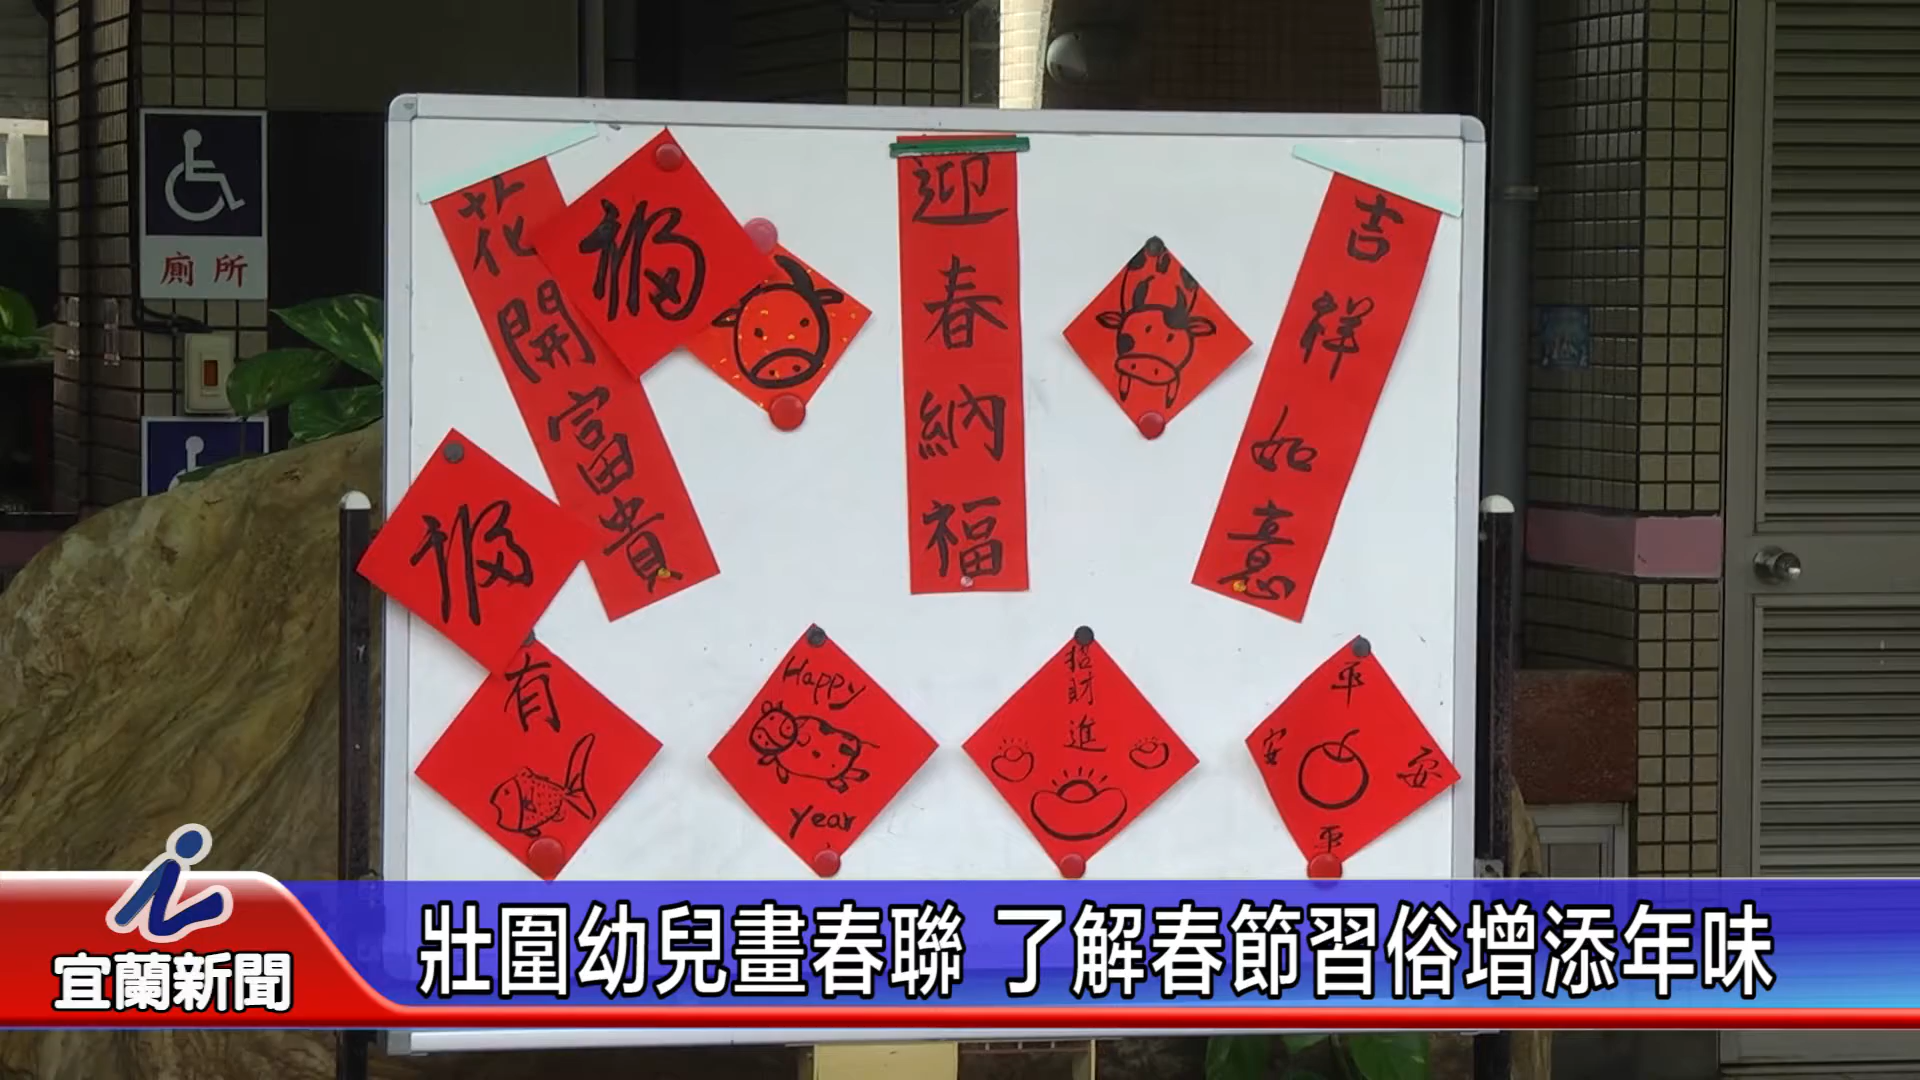 廁所
花開富貴
福
迎春納福
吉祥如意
福
有
Happy
year
招財進
平
安
安
平
壯圍幼兒畫春聯 了解春節習俗增添年味
宜蘭新聞